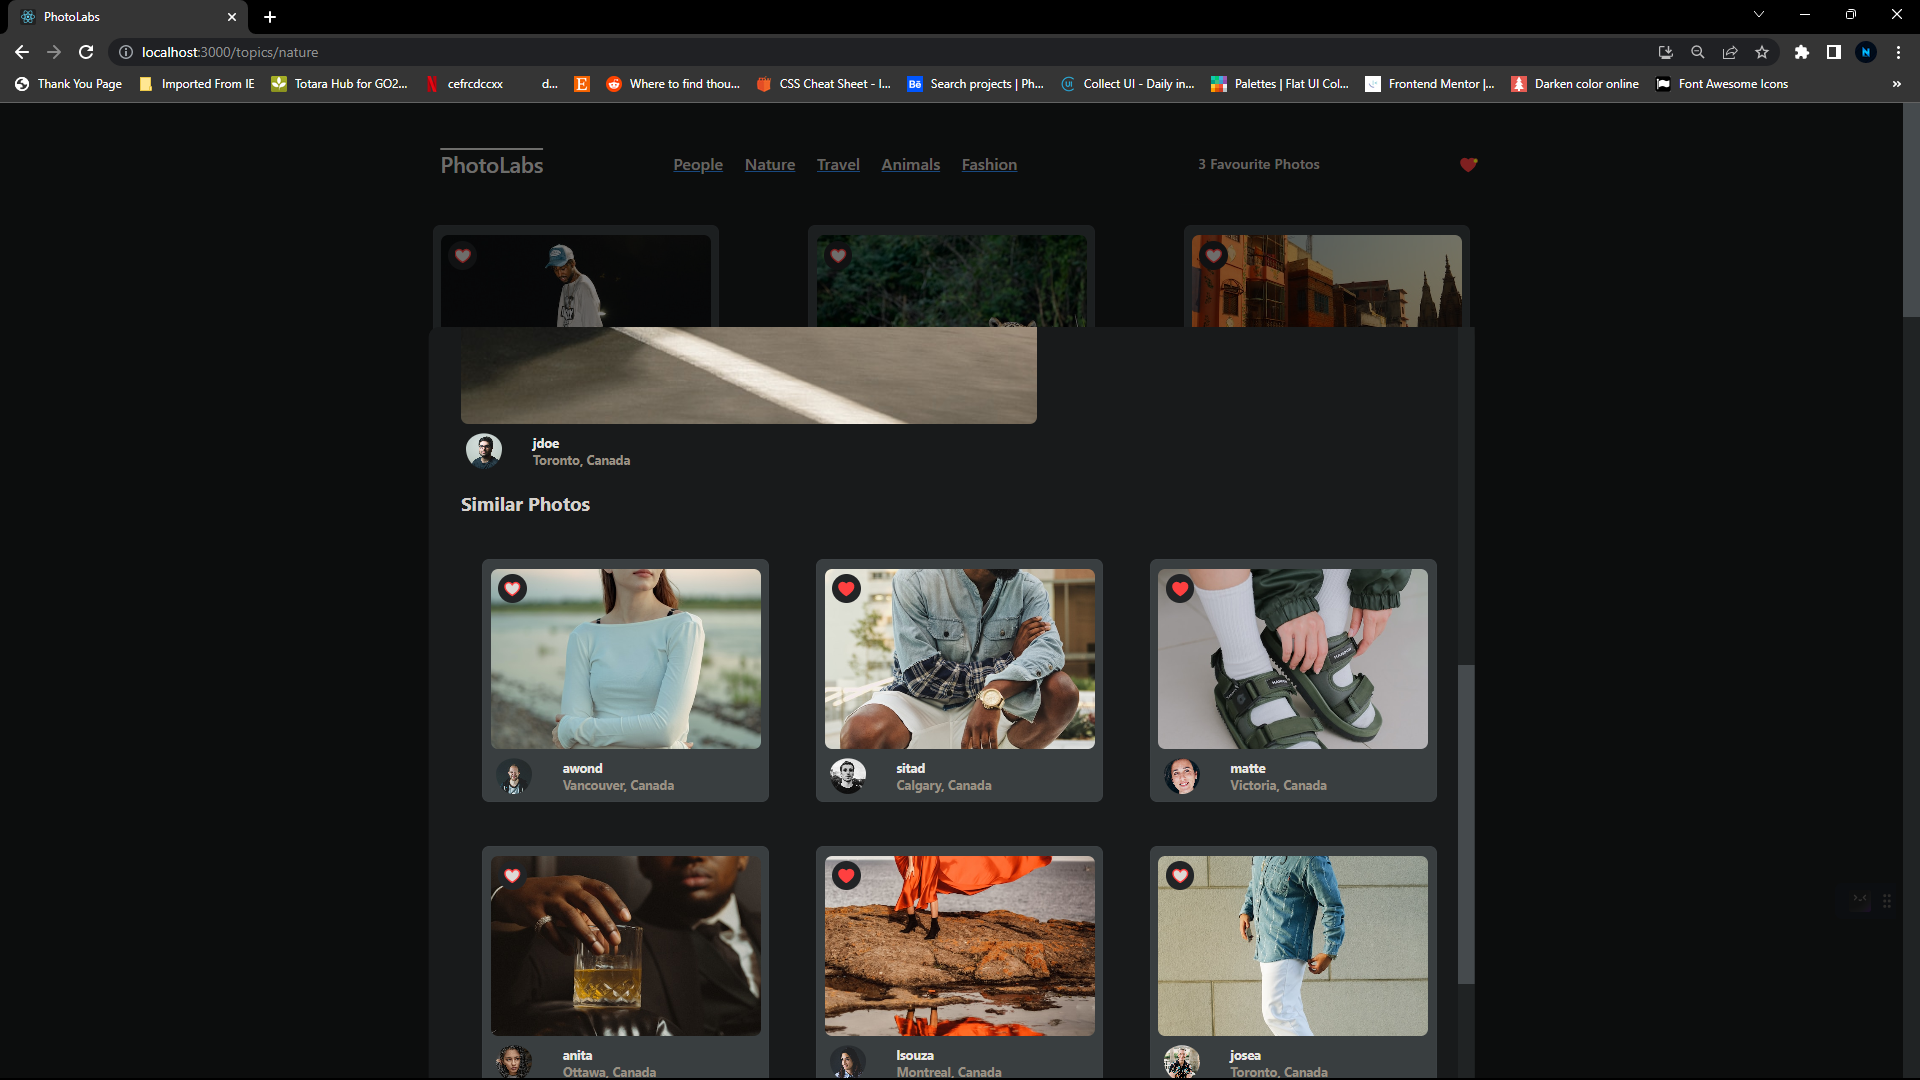 PhotoLabs
localhost:3000/topics/nature
N
Thank You Page
Imported From IE
Totara Hub for GO2...
cefrcdccxx
d...
Where to find thou...
CSS Cheat Sheet - I...
Bē
Search projects | Ph...
UI
Collect UI - Daily in...
Palettes | Flat UI Col...
Frontend Mentor |...
Darken color online
Font Awesome Icons
»
PhotoLabs
People
Nature
Travel
Animals
Fashion
3 Favourite Photos
jdoe
Toronto, Canada
Similar Photos
awond
Vancouver, Canada
sitad
Calgary, Canada
matte
Victoria, Canada
anita
Ottawa, Canada
lsouza
Montreal, Canada
josea
Toronto, Canada